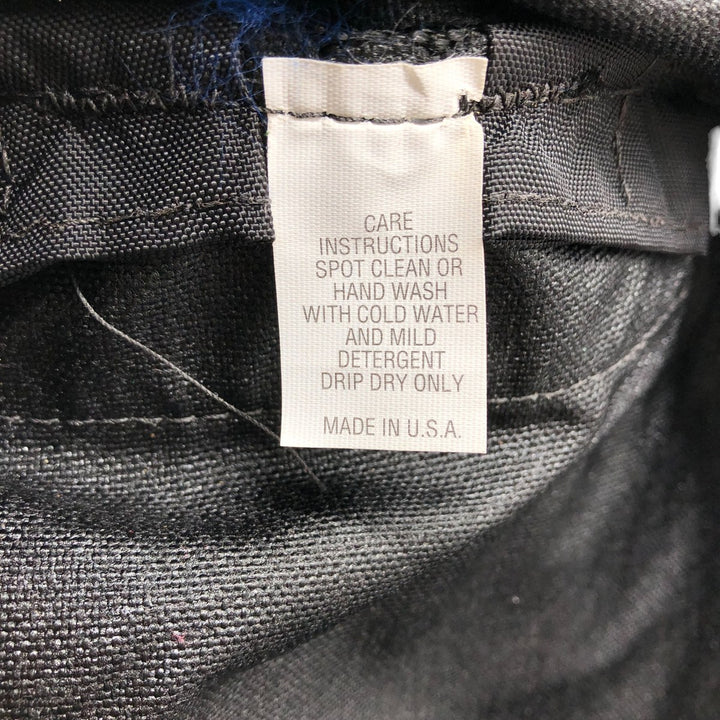 CARE
INSTRUCTIONS
SPOT CLEAN OR
HAND WASH
WITH COLD WATER
AND MILD
DETERGENT
DRIP DRY ONLY
MADE IN U.S.A.